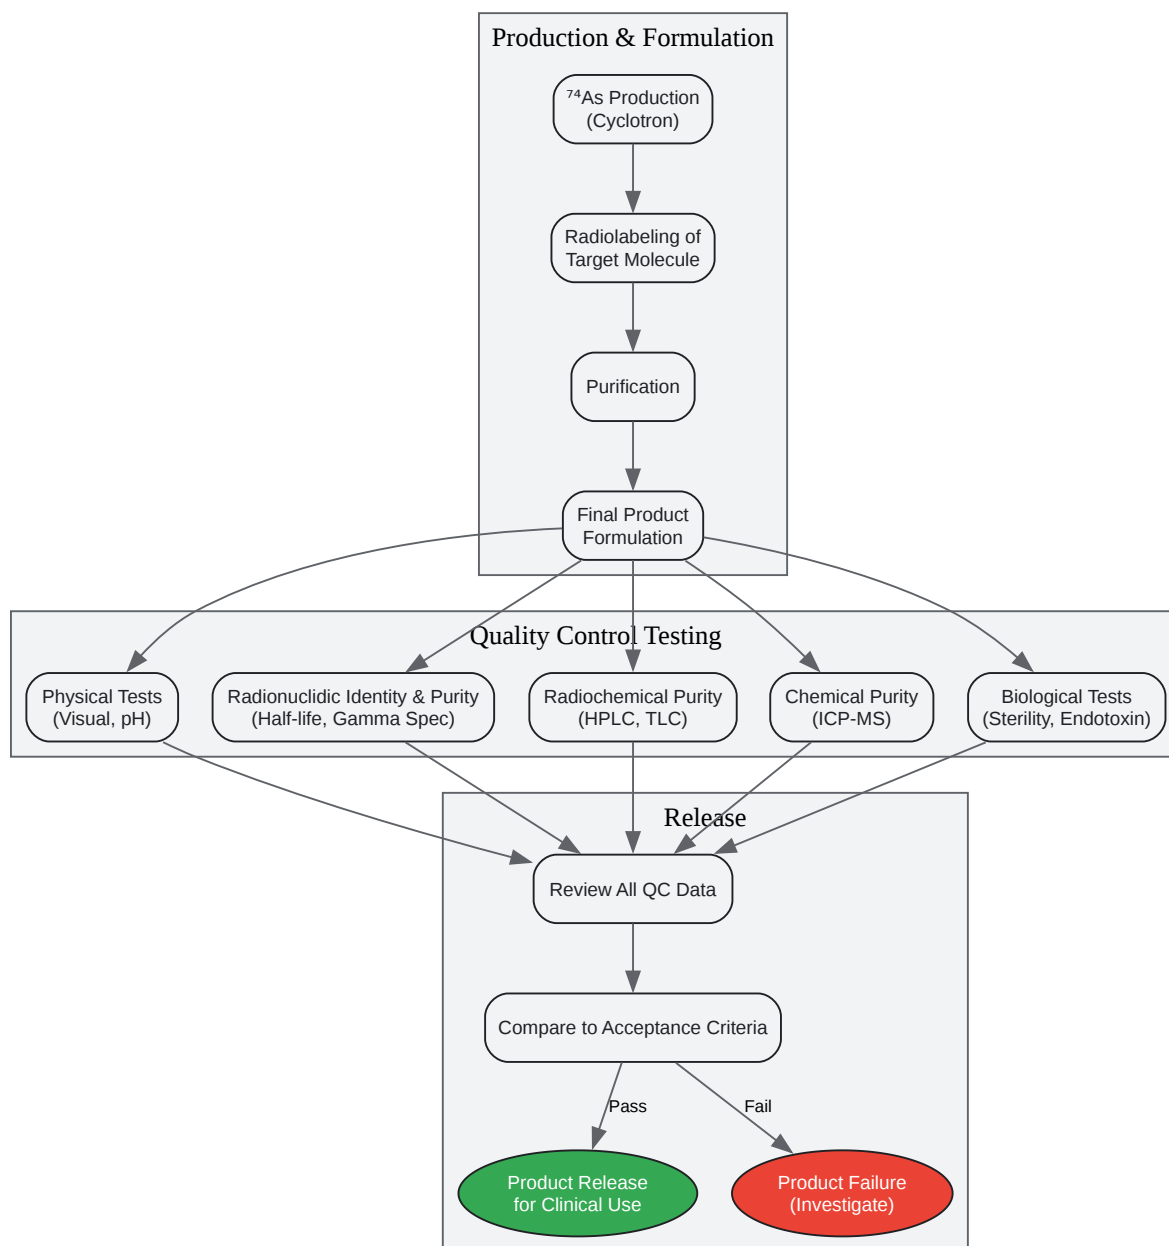 Production & Formulation
⁷⁴As Production
(Cyclotron)
Radiolabeling of
Target Molecule
Purification
Final Product
Formulation
Quality Control Testing
Physical Tests
(Visual, pH)
Radionuclidic Identity & Purity
(Half-life, Gamma Spec)
Radiochemical Purity
(HPLC, TLC)
Chemical Purity
(ICP-MS)
Biological Tests
(Sterility, Endotoxin)
Release
Review All QC Data
Compare to Acceptance Criteria
Pass
Fail
Product Release
for Clinical Use
Product Failure
(Investigate)